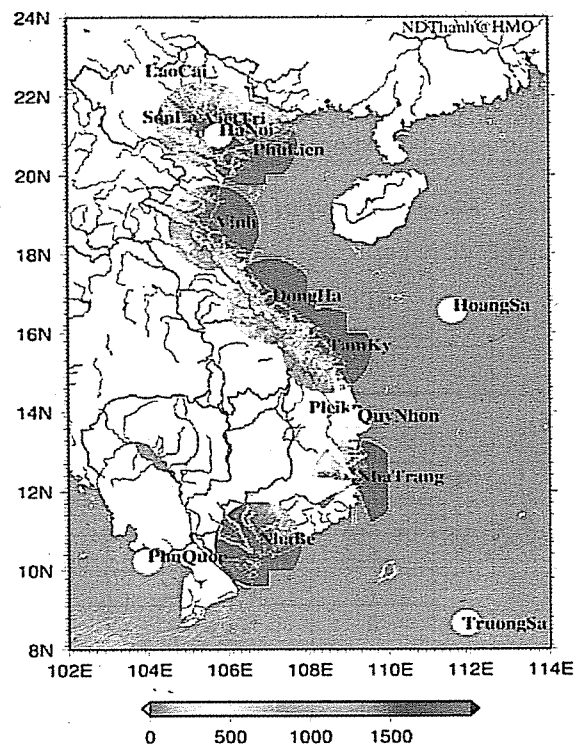 24N
NDThanh@HMO
LaoCai
22N
SonLa VietTri
HaNoi
PhuLien
20N
Vinh
18N
DongHa
HoangSa
16N
TamKy
14N
QuyNhon
NhaTrang
12N
NhaBe
PhuQuoc
10N
TruongSa
8N
102E 104E 106E 108E 110E 112E 114E
0 500 1000 1500